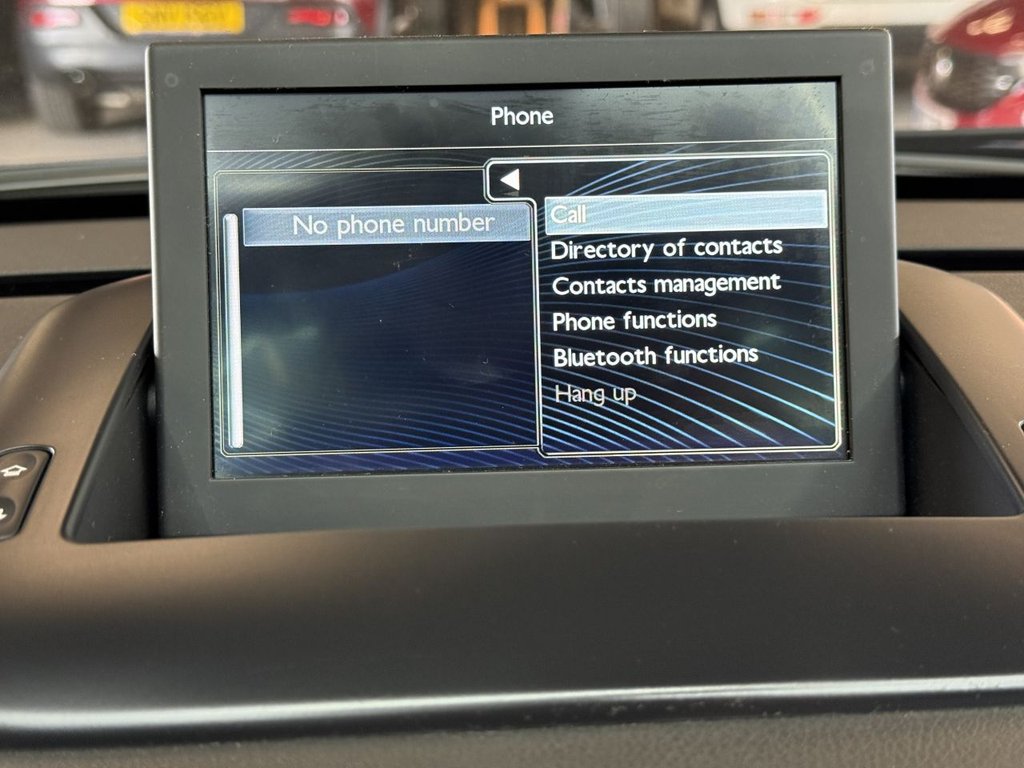 Phone
No phone number
Call
Directory of contacts
Contacts management
Phone functions
Bluetooth functions
Hang up